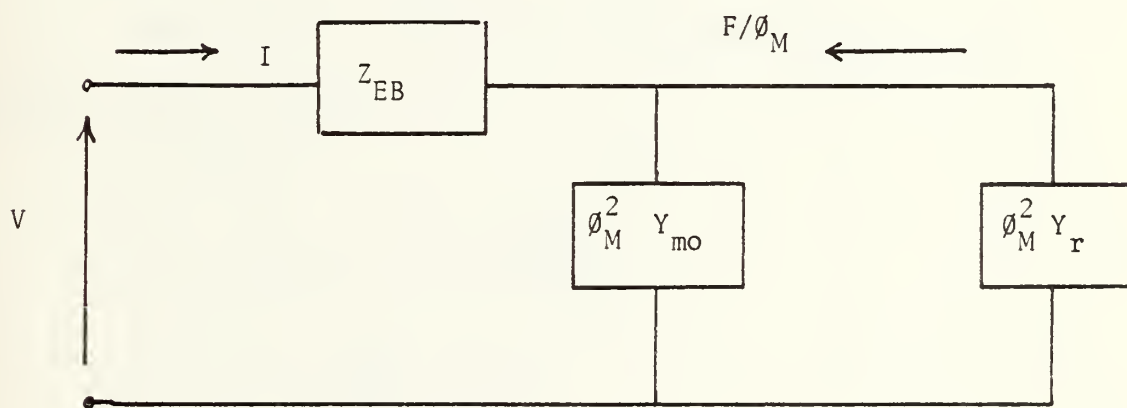 F/Ø_M
I
Z_EB
V
Ø_M^2 Y_mo
Ø_M^2 Y_r